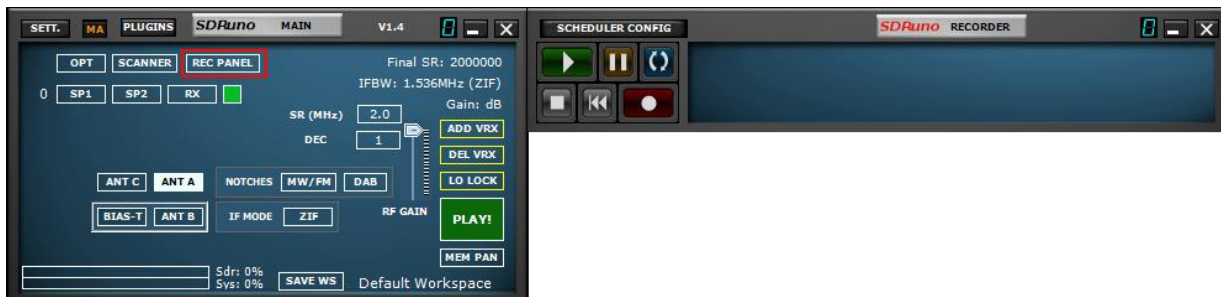 SETT. MA PLUGINS SDRuno MAIN V1.4
OPT SCANNER REC PANEL Final SR: 2000000
IFBW: 1.536MHz (ZIF)
0 SP1 SP2 RX Gain: dB
SR (MHz) 2.0
ADD VRX
DEC 1
DEL VRX
ANT C ANT A NOTCHES MW/FM DAB LO LOCK
BIAS-T ANT B IF MODE ZIF RF GAIN PLAY!
MEM PAN
Sdr: 0%
Sys: 0% SAVE WS Default Workspace
SCHEDULER CONFIG SDRuno RECORDER